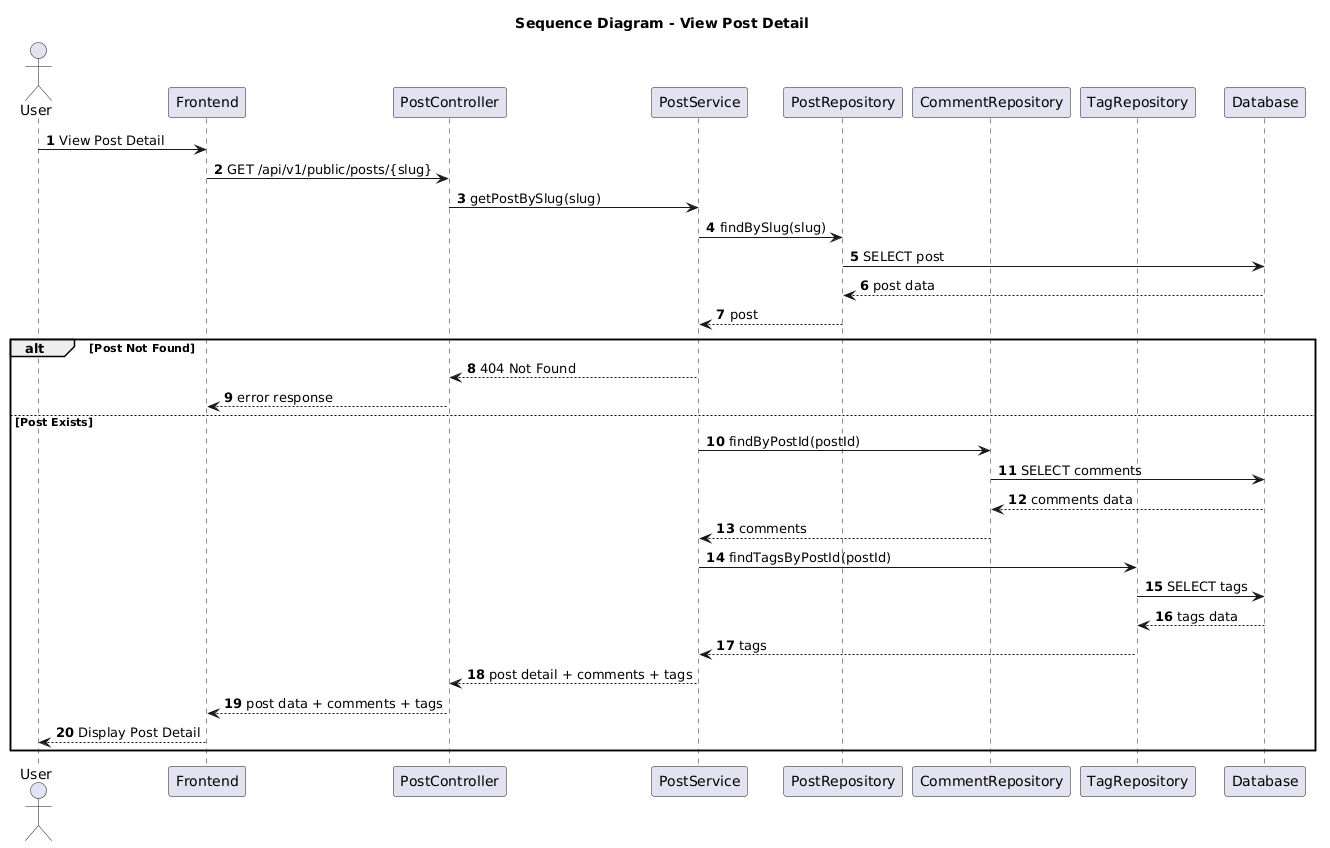 Sequence Diagram - View Post Detail
User
Frontend
PostController
PostService
PostRepository
CommentRepository
TagRepository
Database
1 View Post Detail
2 GET /api/v1/public/posts/{slug}
3 getPostBySlug(slug)
4 findBySlug(slug)
5 SELECT post
6 post data
7 post
alt [Post Not Found]
8 404 Not Found
9 error response
[Post Exists]
10 findByPostId(postId)
11 SELECT comments
12 comments data
13 comments
14 findTagsByPostId(postId)
15 SELECT tags
16 tags data
17 tags
18 post detail + comments + tags
19 post data + comments + tags
20 Display Post Detail
User
Frontend
PostController
PostService
PostRepository
CommentRepository
TagRepository
Database